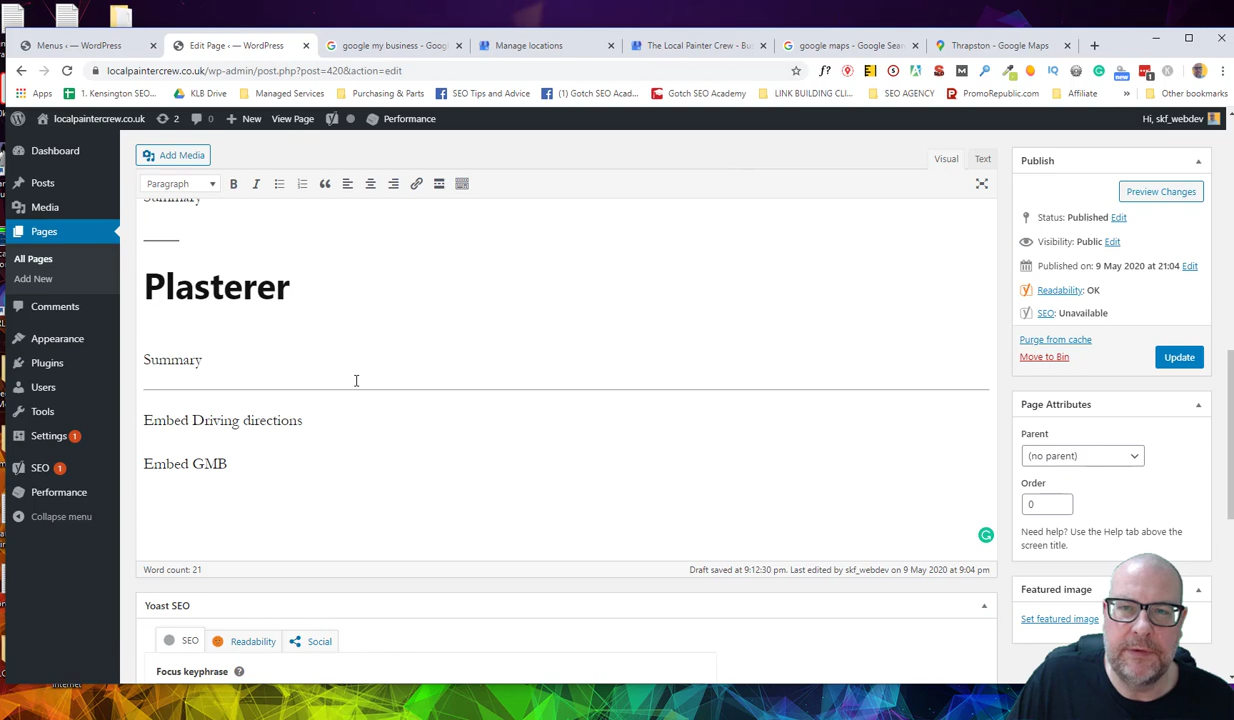 Menus ‹ — WordPress
Edit Page ‹ — WordPress
google my business - Goog
Manage locations
The Local Painter Crew - Bus
google maps - Google Sear
Thrapston - Google Maps
localpaintercrew.co.uk/wp-admin/post.php?post=420&action=edit
Apps
1. Kensington SEO...
KLB Drive
Managed Services
Purchasing & Parts
SEO Tips and Advice
(1) Gotch SEO Acad...
Gotch SEO Academy
LINK BUILDING CLI...
SEO AGENCY
PromoRepublic.com
Affiliate
»
Other bookmarks
localpaintercrew.co.uk
2
0
New
View Page
Performance
Hi, skf_webdev
Dashboard
Posts
Media
Pages
All Pages
Add New
Comments
Appearance
Plugins
Users
Tools
Settings 1
SEO 1
Performance
Collapse menu
Add Media
Visual
Text
Paragraph
B I
Summary
Plasterer
Summary
Embed Driving directions
Embed GMB
Word count: 21
Draft saved at 9:12:30 pm. Last edited by skf_webdev on 9 May 2020 at 9:04 pm
Yoast SEO
SEO
Readability
Social
Focus keyphrase
Publish
Preview Changes
Status: Published Edit
Visibility: Public Edit
Published on: 9 May 2020 at 21:04 Edit
Readability: OK
SEO: Unavailable
Purge from cache
Move to Bin
Update
Page Attributes
Parent
(no parent)
Order
0
Need help? Use the Help tab above the
screen title.
Featured image
Set featured image
Internet